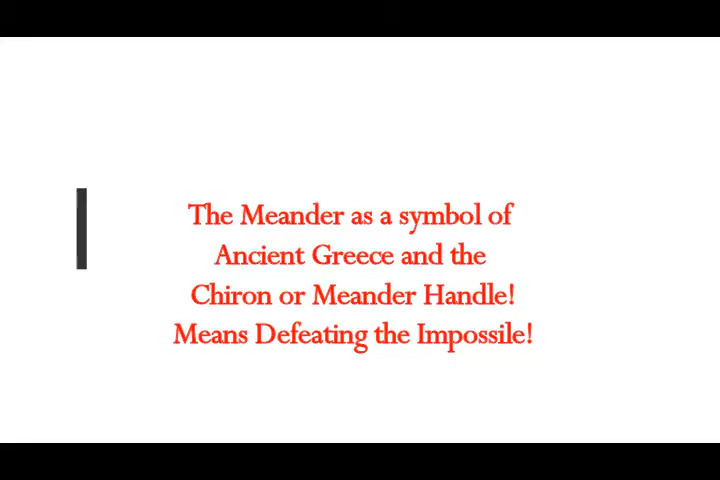 The Meander as a symbol of
Ancient Greece and the
Chiron or Meander Handle!
Means Defeating the Impossile!